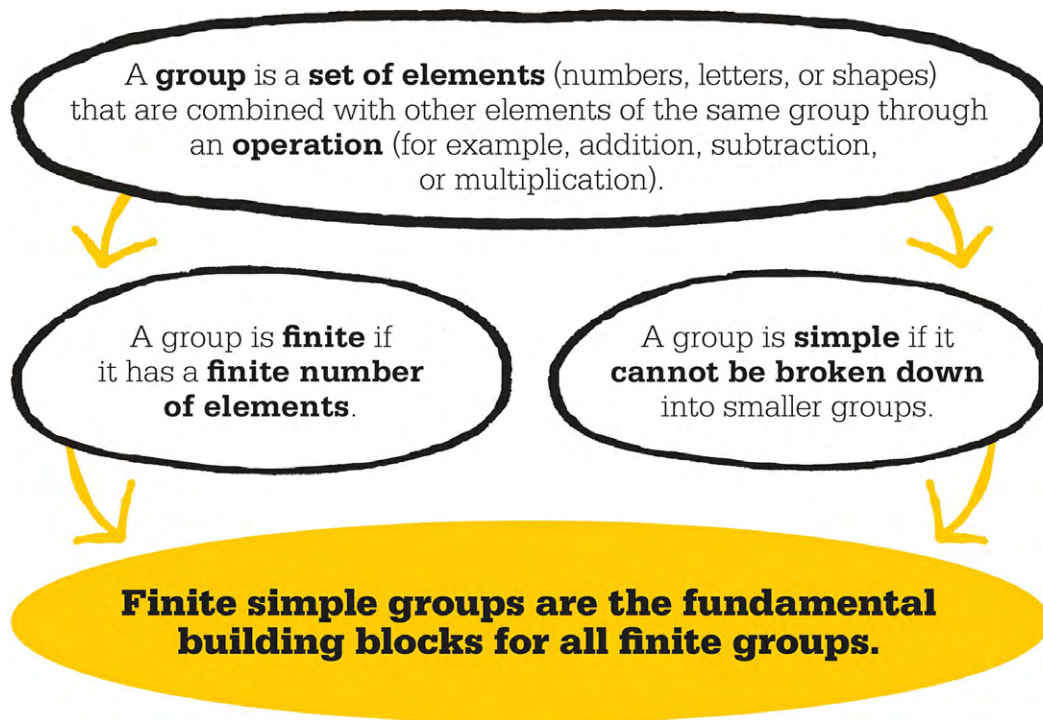 A group is a set of elements (numbers, letters, or shapes)
that are combined with other elements of the same group through
an operation (for example, addition, subtraction,
or multiplication).
A group is finite if
it has a finite number
of elements.
A group is simple if it
cannot be broken down
into smaller groups.
Finite simple groups are the fundamental
building blocks for all finite groups.